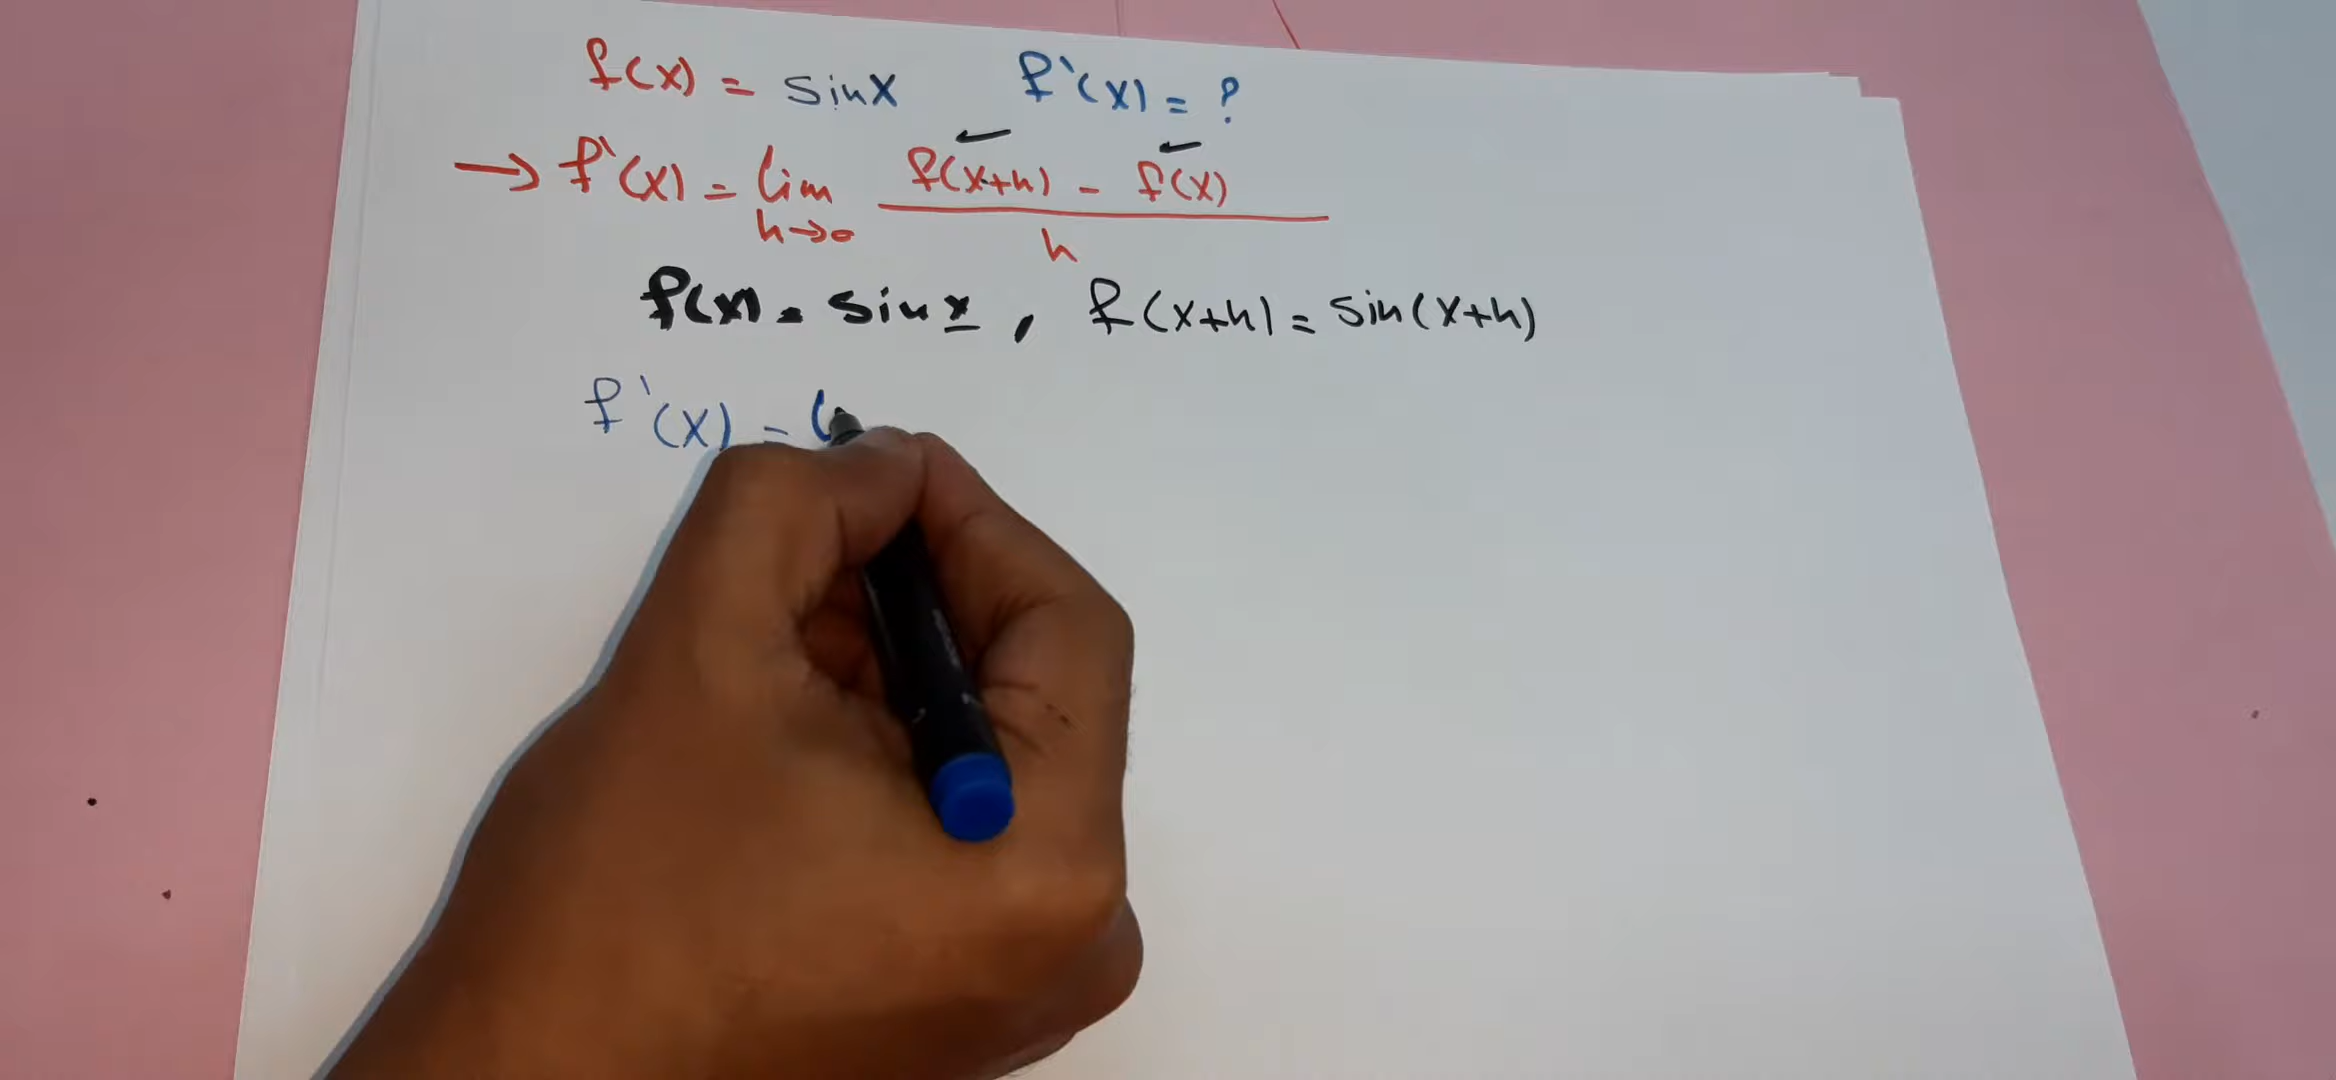 f(x) = sinx f'(x) = ?
→ f'(x) = lim h→0 f(x+h) - f(x) / h
f(x) = sinx , f(x+h) = sin(x+h)
f'(x) =